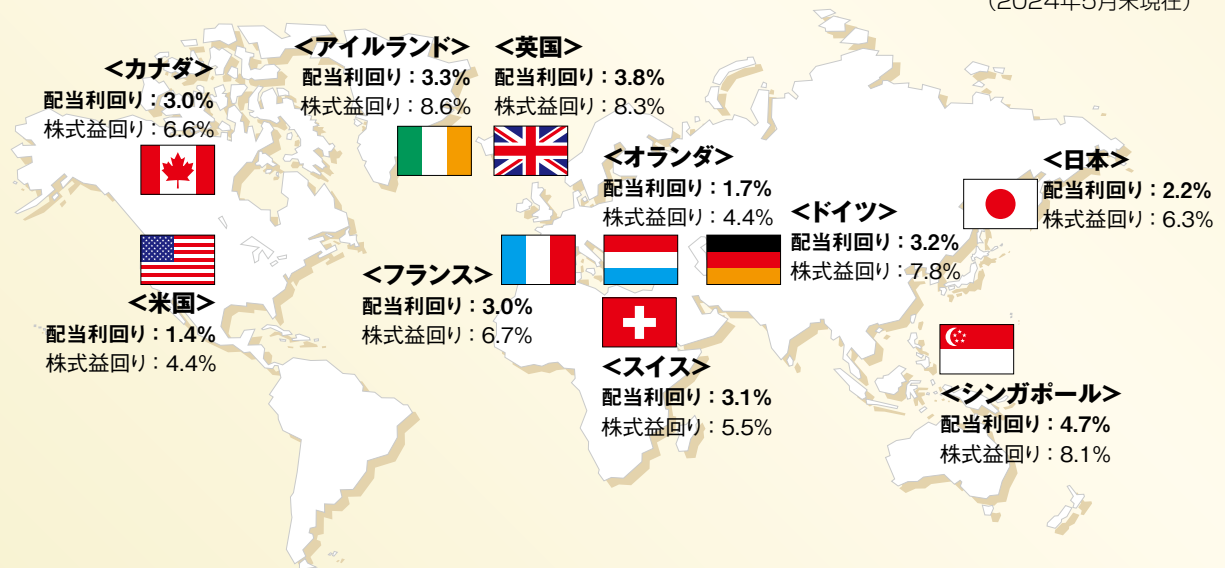 （2024年5月末現在）
＜カナダ＞
配当利回り：3.0%
株式益回り：6.6%
＜アイルランド＞
配当利回り：3.3%
株式益回り：8.6%
＜英国＞
配当利回り：3.8%
株式益回り：8.3%
＜オランダ＞
配当利回り：1.7%
株式益回り：4.4%
＜ドイツ＞
配当利回り：3.2%
株式益回り：7.8%
＜日本＞
配当利回り：2.2%
株式益回り：6.3%
＜米国＞
配当利回り：1.4%
株式益回り：4.4%
＜フランス＞
配当利回り：3.0%
株式益回り：6.7%
＜スイス＞
配当利回り：3.1%
株式益回り：5.5%
＜シンガポール＞
配当利回り：4.7%
株式益回り：8.1%